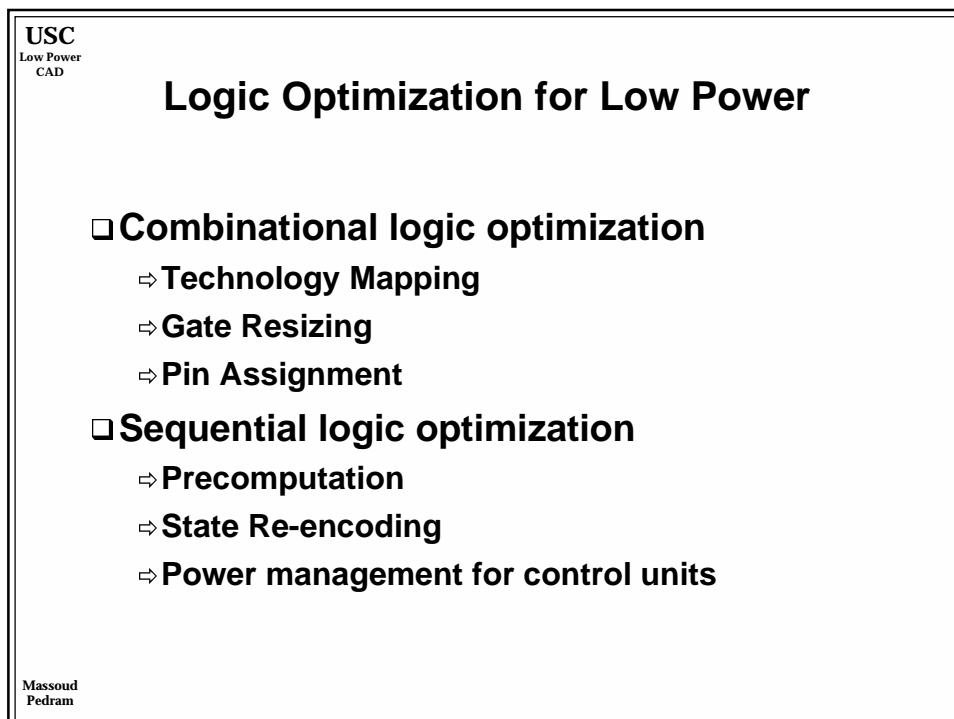 USC
Low Power
CAD
Logic Optimization for Low Power
Combinational logic optimization
⇨Technology Mapping
⇨Gate Resizing
⇨Pin Assignment
Sequential logic optimization
⇨Precomputation
⇨State Re-encoding
⇨Power management for control units
Massoud
Pedram